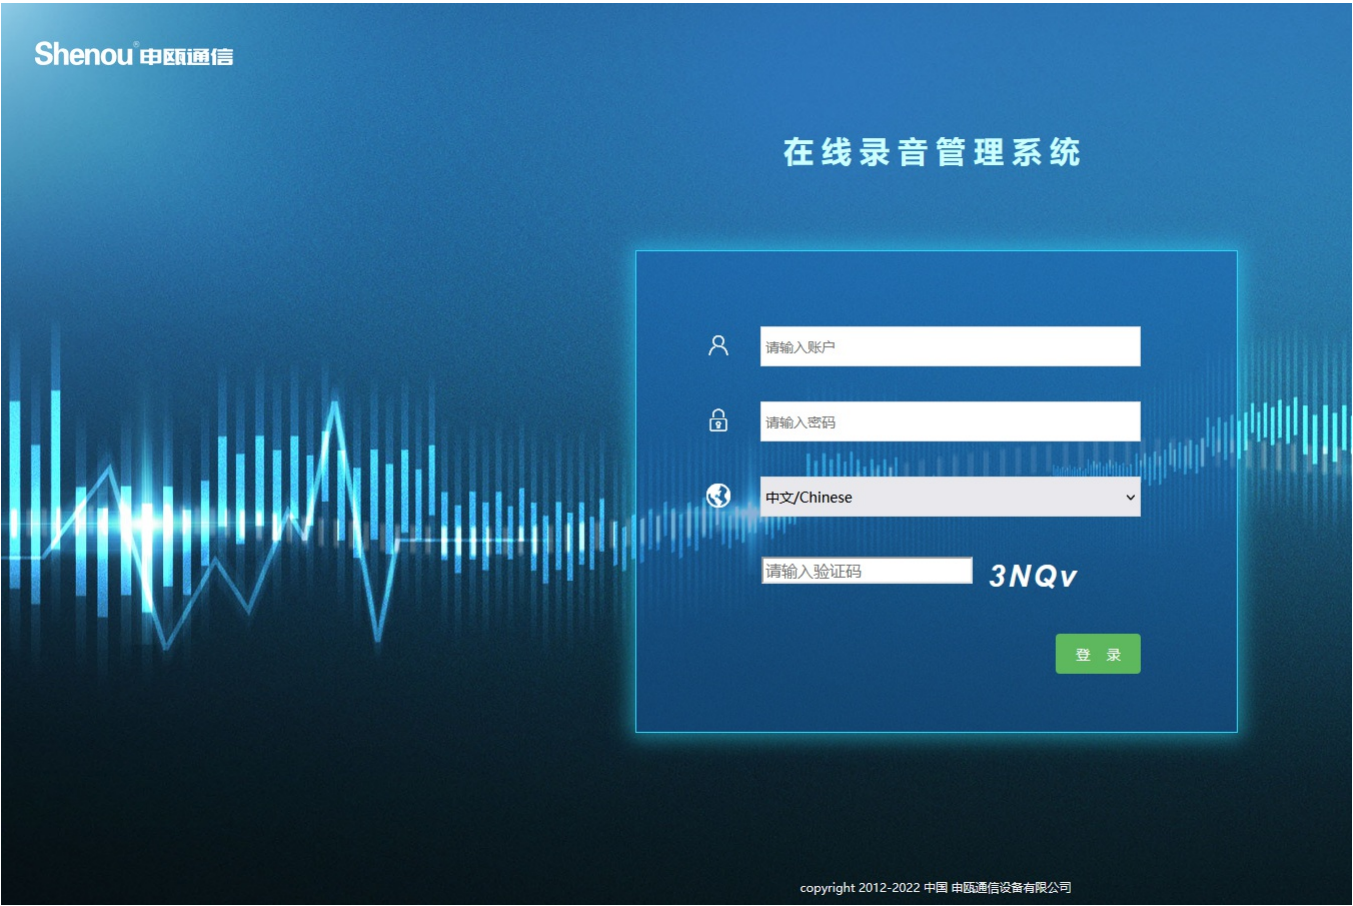 Shenou® 申瓯通信
在线录音管理系统
请输入账户
请输入密码
中文/Chinese
请输入验证码 3NQv
登 录
copyright 2012-2022 中国 申瓯通信设备有限公司